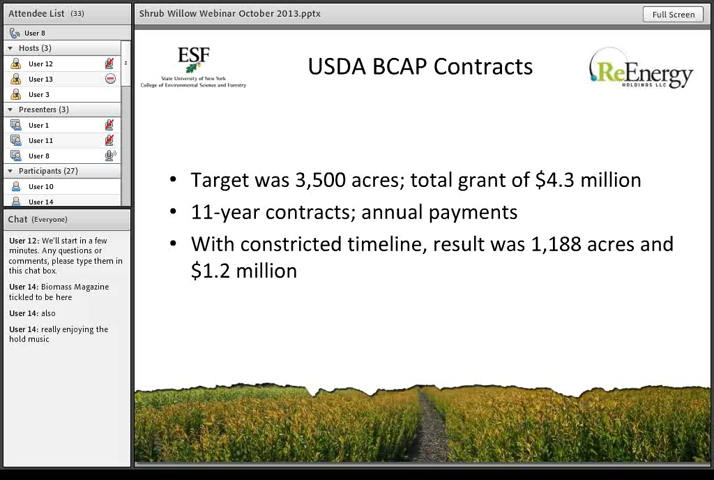 Attendee List (33)
User 8
Hosts (3)
User 12
User 13
User 3
Presenters (3)
User 1
User 11
User 8
Participants (27)
User 10
User 14
Chat (Everyone)
User 12: We'll start in a few
minutes. Any questions or
comments, please type them in
this chat box.
User 14: Biomass Magazine
tickled to be here
User 14: also
User 14: really enjoying the
hold music
Shrub Willow Webinar October 2013.pptx
Full Screen
ESF
State University of New York
College of Environmental Science and Forestry
USDA BCAP Contracts
ReEnergy
HOLDINGS LLC
• Target was 3,500 acres; total grant of $4.3 million
• 11-year contracts; annual payments
• With constricted timeline, result was 1,188 acres and
$1.2 million